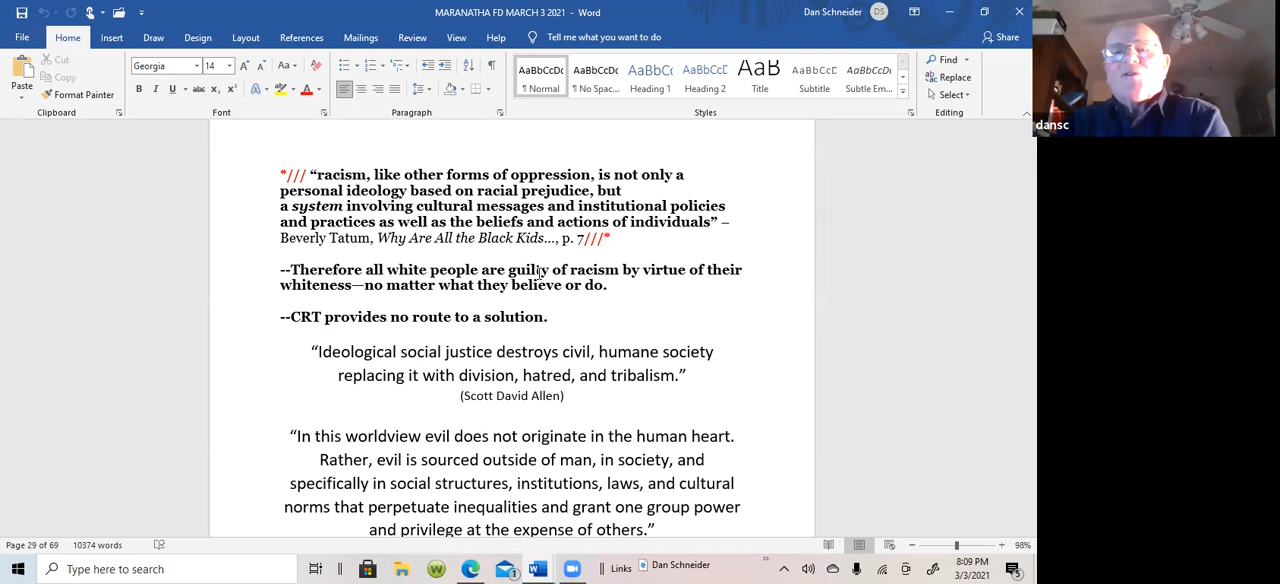 MARANATHA FD MARCH 3 2021 - Word
Dan Schneider
DS
File Home Insert Draw Design Layout References Mailings Review View Help Tell me what you want to do
Share
Paste
Cut
Copy
Format Painter
Clipboard
Georgia 14
Font
Paragraph
AaBbCcDc AaBbCcDc AaBbCc AaBbCcD AaB AaBbCcD AaBbCcDc
¶ Normal ¶ No Spac... Heading 1 Heading 2 Title Subtitle Subtle Em...
Styles
Find
Replace
Select
Editing
dansc
*/// “racism, like other forms of oppression, is not only a
personal ideology based on racial prejudice, but
a system involving cultural messages and institutional policies
and practices as well as the beliefs and actions of individuals” –
Beverly Tatum, Why Are All the Black Kids..., p. 7///*
--Therefore all white people are guilty of racism by virtue of their
whiteness—no matter what they believe or do.
--CRT provides no route to a solution.
“Ideological social justice destroys civil, humane society
replacing it with division, hatred, and tribalism.”
(Scott David Allen)
“In this worldview evil does not originate in the human heart.
Rather, evil is sourced outside of man, in society, and
specifically in social structures, institutions, laws, and cultural
norms that perpetuate inequalities and grant one group power
and privilege at the expense of others.”
Page 29 of 69 10374 words
98%
Type here to search
Links
Dan Schneider
8:09 PM
3/3/2021